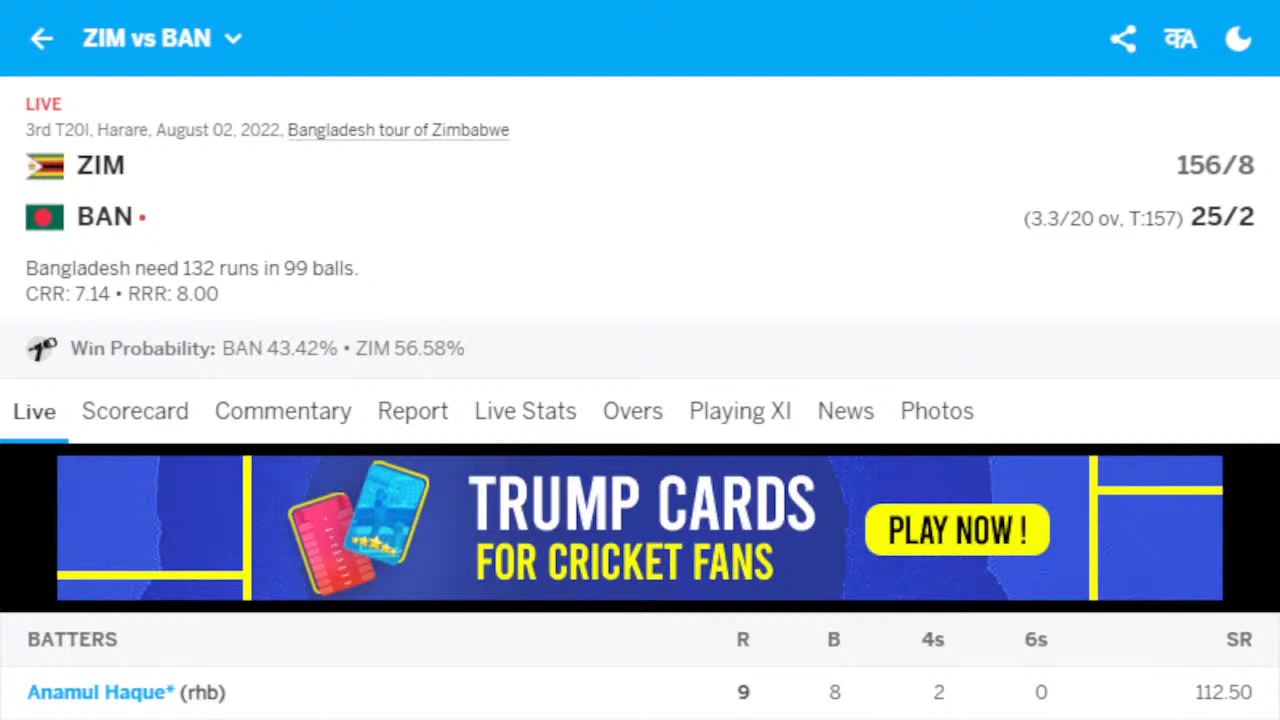 ZIM vs BAN
कA
LIVE
3rd T20I, Harare, August 02, 2022, Bangladesh tour of Zimbabwe
ZIM 156/8
BAN • (3.3/20 ov, T:157) 25/2
Bangladesh need 132 runs in 99 balls.
CRR: 7.14 • RRR: 8.00
Win Probability: BAN 43.42% • ZIM 56.58%
Live Scorecard Commentary Report Live Stats Overs Playing XI News Photos
TRUMP CARDS
FOR CRICKET FANS
PLAY NOW !
BATTERS R B 4s 6s SR
Anamul Haque* (rhb) 9 8 2 0 112.50